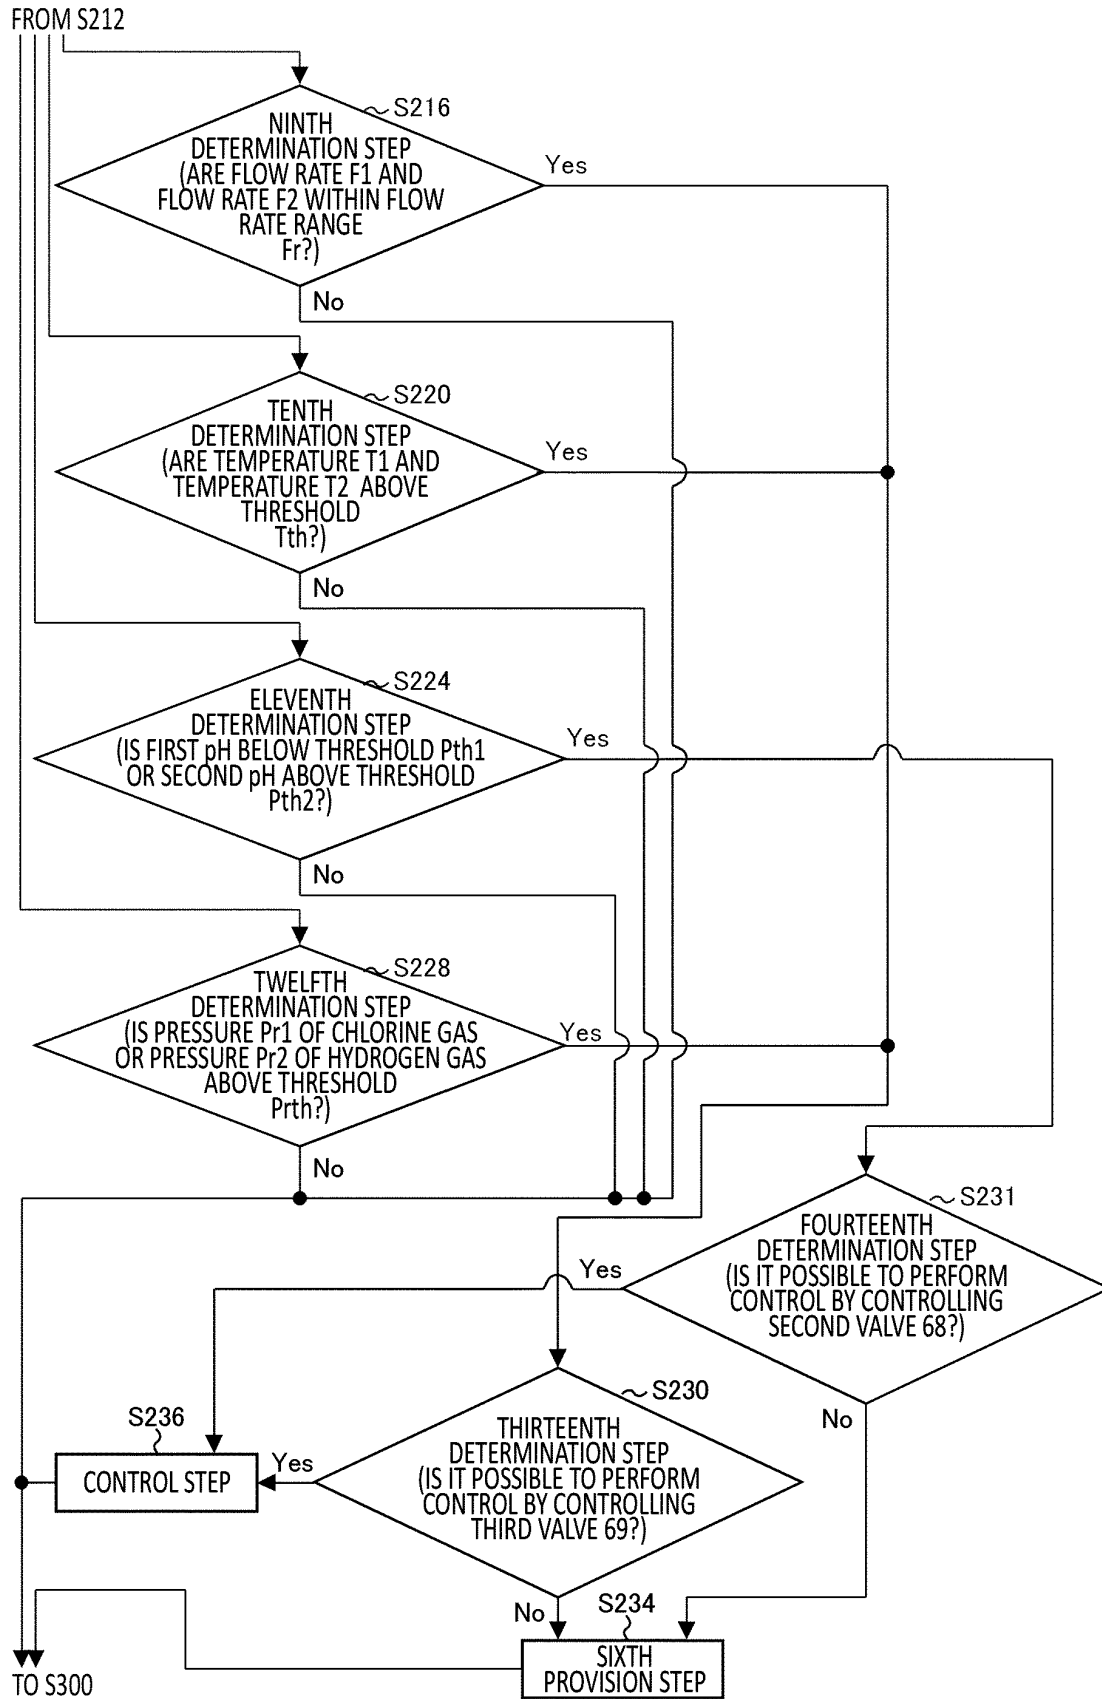 FROM S212
S216
NINTH
DETERMINATION STEP
(ARE FLOW RATE F1 AND
FLOW RATE F2 WITHIN FLOW
RATE RANGE
Fr?)
Yes
No
S220
TENTH
DETERMINATION STEP
(ARE TEMPERATURE T1 AND
TEMPERATURE T2 ABOVE
THRESHOLD
Tth?)
Yes
No
S224
ELEVENTH
DETERMINATION STEP
(IS FIRST pH BELOW THRESHOLD Pth1
OR SECOND pH ABOVE THRESHOLD
Pth2?)
Yes
No
S228
TWELFTH
DETERMINATION STEP
(IS PRESSURE Pr1 OF CHLORINE GAS
OR PRESSURE Pr2 OF HYDROGEN GAS
ABOVE THRESHOLD
Prth?)
Yes
No
S231
FOURTEENTH
DETERMINATION STEP
(IS IT POSSIBLE TO PERFORM
CONTROL BY CONTROLLING
SECOND VALVE 68?)
Yes
No
S230
THIRTEENTH
DETERMINATION STEP
(IS IT POSSIBLE TO PERFORM
CONTROL BY CONTROLLING
THIRD VALVE 69?)
Yes
No
S236
CONTROL STEP
S234
SIXTH
PROVISION STEP
TO S300